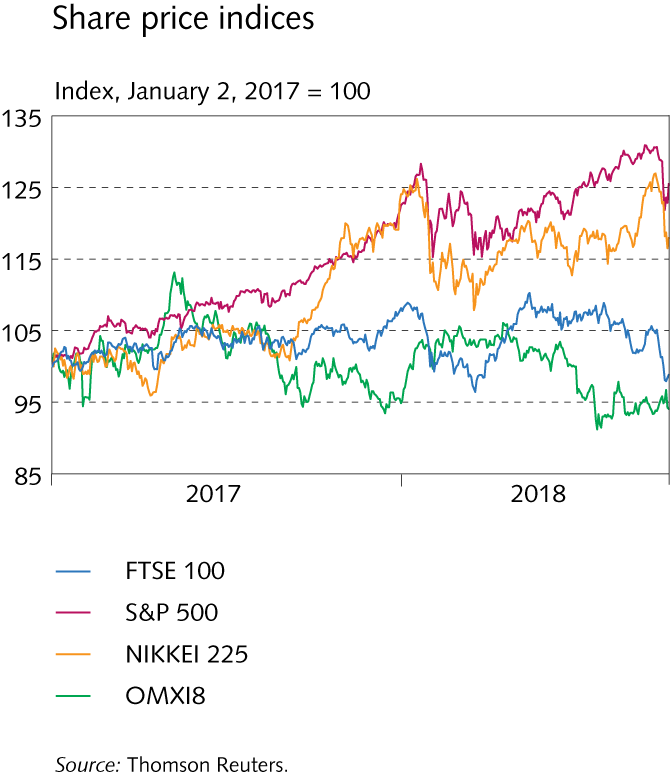 Share price indices
Index, January 2, 2017 = 100
135
125
115
105
95
85
2017 2018
FTSE 100
S&P 500
NIKKEI 225
OMXI8
Source: Thomson Reuters.